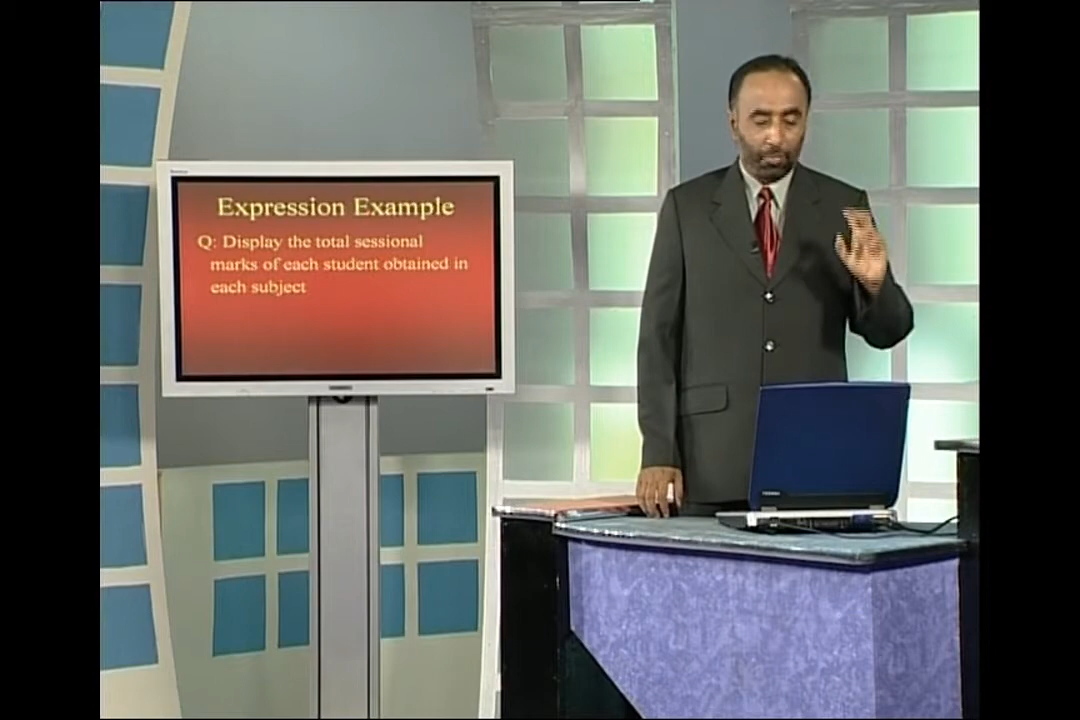 Expression Example
Q: Display the total sessional
marks of each student obtained in
each subject